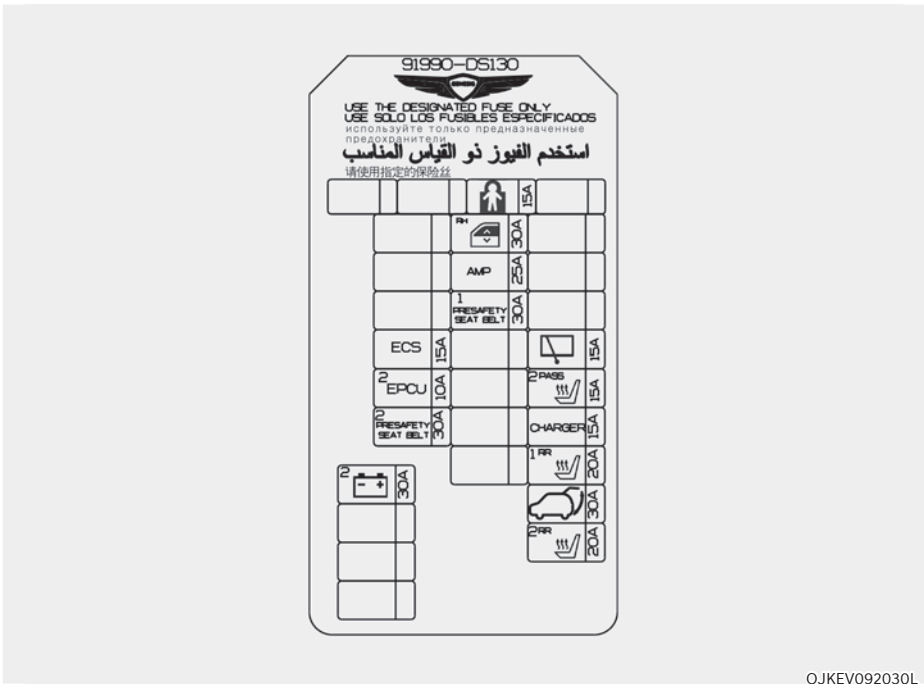 91990-DS130
GENESIS
USE THE DESIGNATED FUSE ONLY
USE SOLO LOS FUSIBLES ESPECIFICADOS
используйте только предназначенные
предохранители
استخدم الفيوز ذو القياس المناسب
请使用指定的保险丝
15A
RH 30A
AMP 25A
1 PRESAFETY
SEAT BELT 30A
ECS 15A
15A
2 EPCU 10A
2 PASS 15A
2 PRESAFETY
SEAT BELT 30A
CHARGER 15A
1 RR 20A
2 - + 30A
30A
2 RR 20A
OJKEV092030L